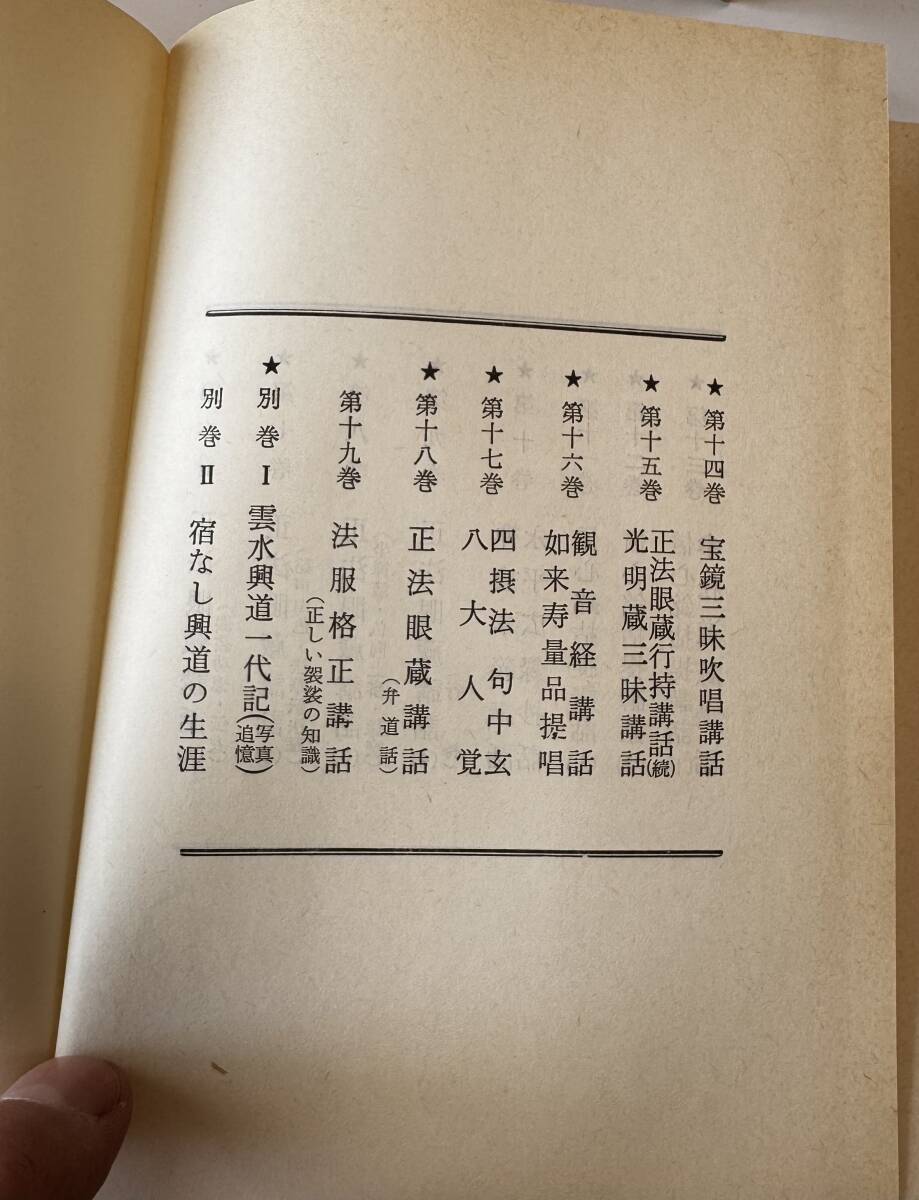 ★ 第十四巻 宝鏡三昧吹唱講話
★ 第十五巻 正法眼蔵行持講話(続)
光明蔵三昧講話
★ 第十六巻 観音経講話
如来寿量品提唱
★ 第十七巻 四摂法 句中玄
八大人覚
★ 第十八巻 正法眼蔵講話
(弁道話)
第十九巻 法服格正講話
(正しい袈裟の知識)
★ 別巻Ⅰ 雲水興道一代記(写真追憶)
別巻Ⅱ 宿なし興道の生涯